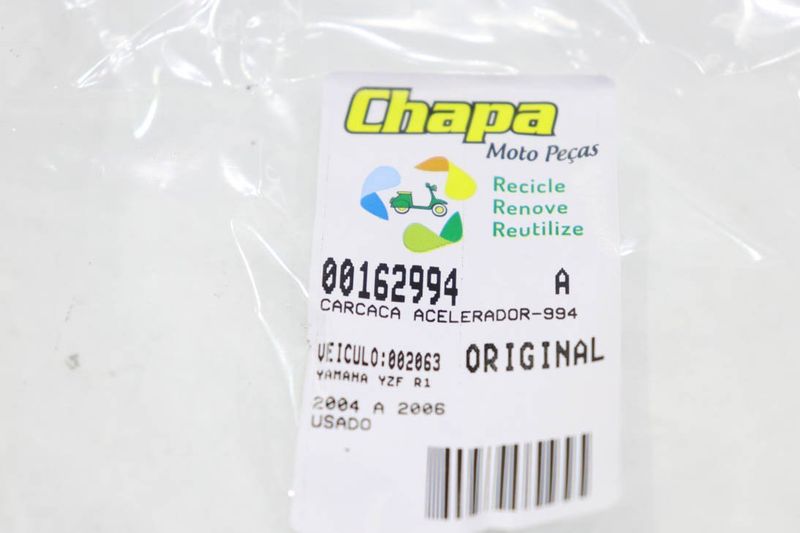 Chapa
Moto Peças
Recicle
Renove
Reutilize
00162994 A
CARCACA ACELERADOR-994
VEICULO:002063 ORIGINAL
YAMAHA YZF R1
2004 A 2006
USADO